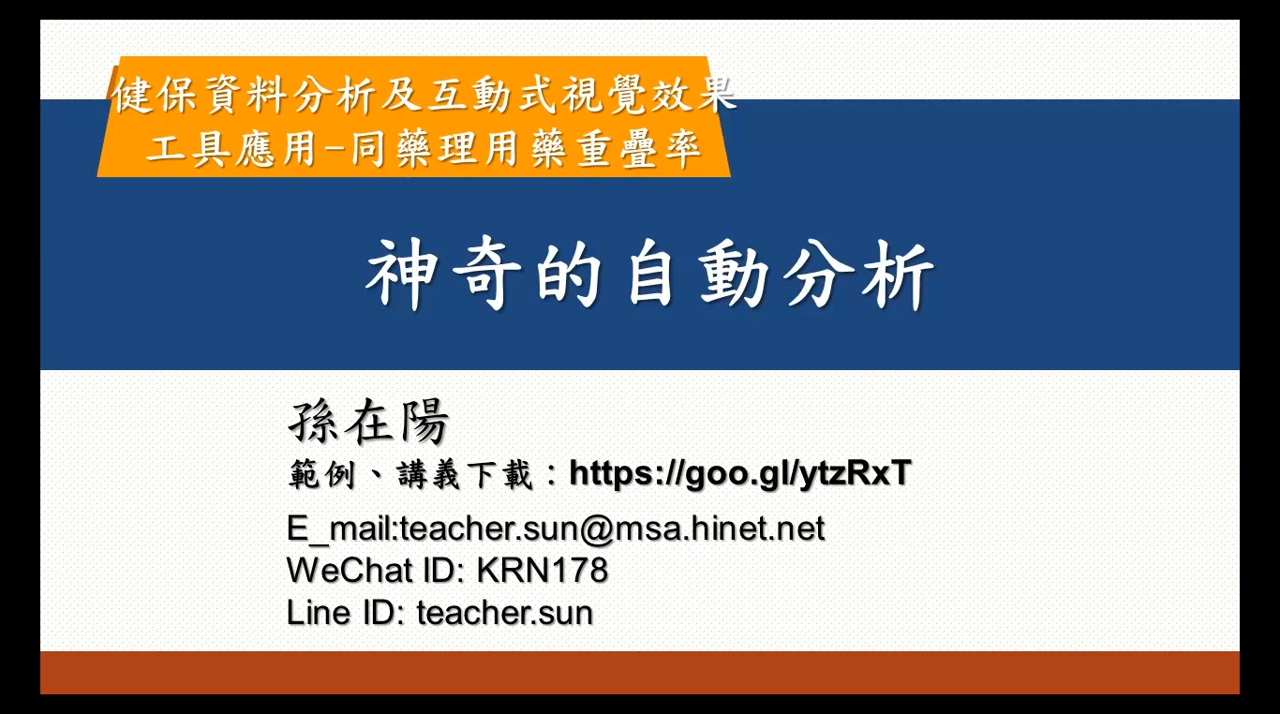 健保資料分析及互動式視覺效果
工具應用-同藥理用藥重疊率
神奇的自動分析
孫在陽
範例、講義下載：https://goo.gl/ytzRxT
E_mail:teacher.sun@msa.hinet.net
WeChat ID: KRN178
Line ID: teacher.sun